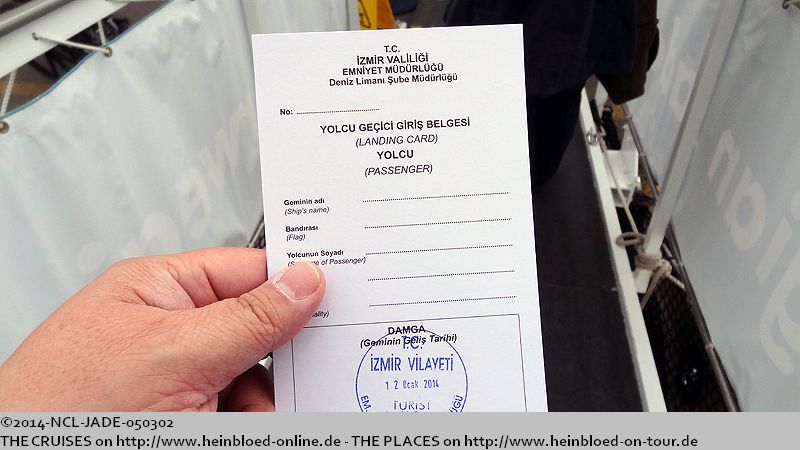 T.C.
İZMİR VALİLİĞİ
EMNİYET MÜDÜRLÜĞÜ
Deniz Limanı Şube Müdürlüğü
No: ........................
YOLCU GEÇİCİ GİRİŞ BELGESİ
(LANDING CARD)
YOLCU
(PASSENGER)
Geminin adı
(Ship's name)
Bandırası
(Flag)
Yolcunun Soyadı
of Passenger)
DAMGA
(Geminin Geliş Tarihi)
T.C.
İZMİR VİLAYETİ
12 Ocak 2014
TURİST
©2014-NCL-JADE-050302
THE CRUISES on http://www.heinbloed-online.de - THE PLACES on http://www.heinbloed-on-tour.de